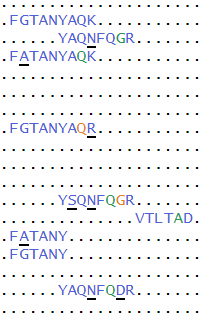 .....................
.FGTANYAQK...........
......YAQNFQGR.......
.FATANYAQK...........
.....................
.....................
.....................
.FGTANYAQR...........
.....................
.....................
.....................
......YSQNFQGR.......
..............VTLTAD.
.FATANY..............
.FGTANY..............
.....................
......YAQNFQDR.......
.....................